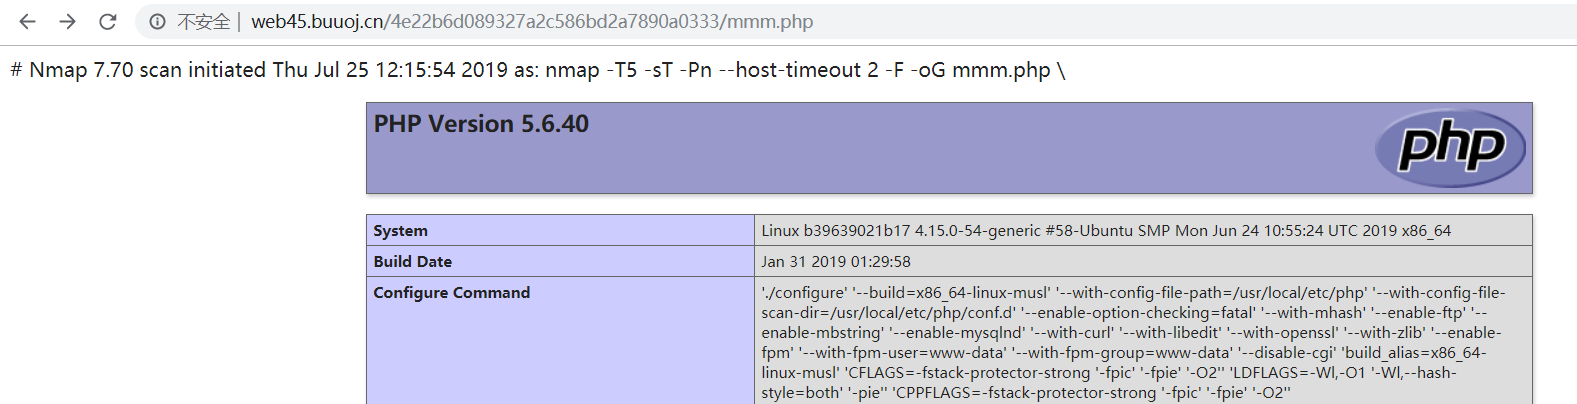 不安全 | web45.buuoj.cn/4e22b6d089327a2c586bd2a7890a0333/mmm.php
# Nmap 7.70 scan initiated Thu Jul 25 12:15:54 2019 as: nmap -T5 -sT -Pn --host-timeout 2 -F -oG mmm.php \
PHP Version 5.6.40
php
System Linux b39639021b17 4.15.0-54-generic #58-Ubuntu SMP Mon Jun 24 10:55:24 UTC 2019 x86_64
Build Date Jan 31 2019 01:29:58
Configure Command './configure' '--build=x86_64-linux-musl' '--with-config-file-path=/usr/local/etc/php' '--with-config-file-
scan-dir=/usr/local/etc/php/conf.d' '--enable-option-checking=fatal' '--with-mhash' '--enable-ftp' '--
enable-mbstring' '--enable-mysqlnd' '--with-curl' '--with-libedit' '--with-openssl' '--with-zlib' '--enable-
fpm' '--with-fpm-user=www-data' '--with-fpm-group=www-data' '--disable-cgi' 'build_alias=x86_64-
linux-musl' 'CFLAGS=-fstack-protector-strong '-fpic' '-fpie' '-O2'' 'LDFLAGS=-Wl,-O1 '-Wl,--hash-
style=both' '-pie'' 'CPPFLAGS=-fstack-protector-strong '-fpic' '-fpie' '-O2''